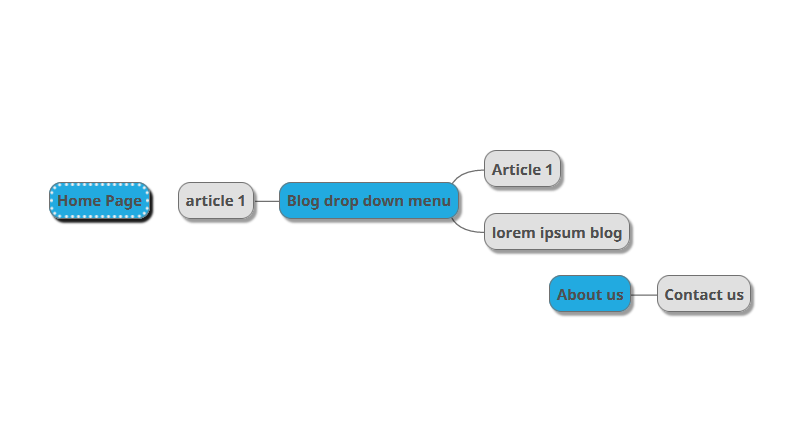 Home Page
article 1
Blog drop down menu
Article 1
lorem ipsum blog
About us
Contact us